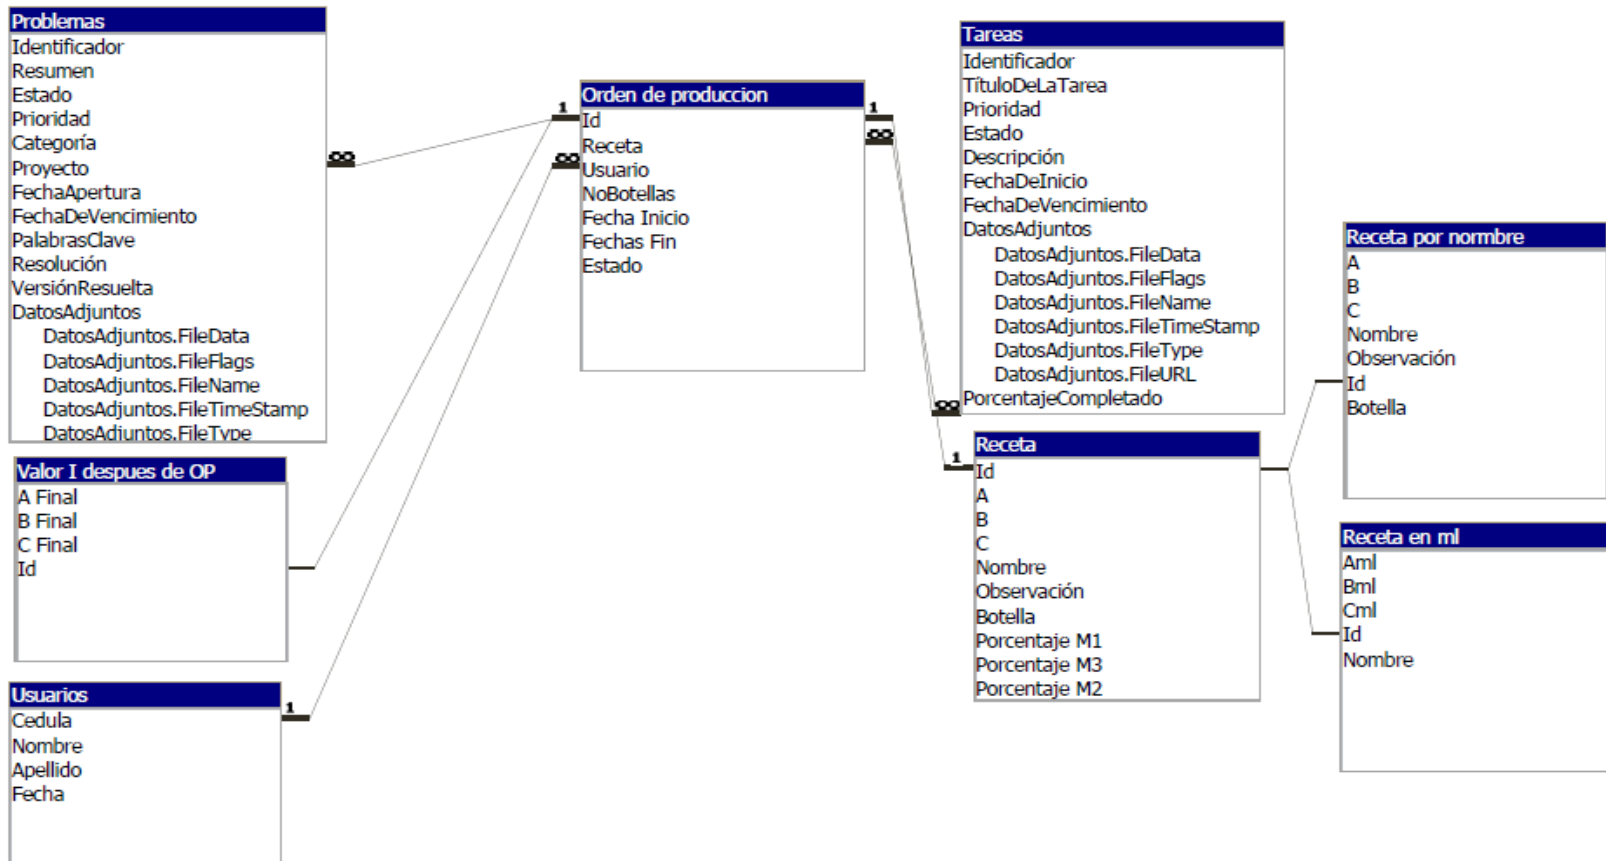 Problemas
Identificador
Resumen
Estado
Prioridad
Categoría
Proyecto
FechaApertura
FechaDeVencimiento
PalabrasClave
Resolución
VersiónResuelta
DatosAdjuntos
DatosAdjuntos.FileData
DatosAdjuntos.FileFlags
DatosAdjuntos.FileName
DatosAdjuntos.FileTimeStamp
DatosAdjuntos.FileType
∞
Valor I despues de OP
A Final
B Final
C Final
Id
Usuarios
Cedula
Nombre
Apellido
Fecha
1
1
∞
Orden de produccion
Id
Receta
Usuario
NoBotellas
Fecha Inicio
Fechas Fin
Estado
1
∞
Tareas
Identificador
TítuloDeLaTarea
Prioridad
Estado
Descripción
FechaDeInicio
FechaDeVencimiento
DatosAdjuntos
DatosAdjuntos.FileData
DatosAdjuntos.FileFlags
DatosAdjuntos.FileName
DatosAdjuntos.FileTimeStamp
DatosAdjuntos.FileType
DatosAdjuntos.FileURL
PorcentajeCompletado
∞
1
Receta
Id
A
B
C
Nombre
Observación
Botella
Porcentaje M1
Porcentaje M3
Porcentaje M2
Receta por normbre
A
B
C
Nombre
Observación
Id
Botella
Receta en ml
Aml
Bml
Cml
Id
Nombre